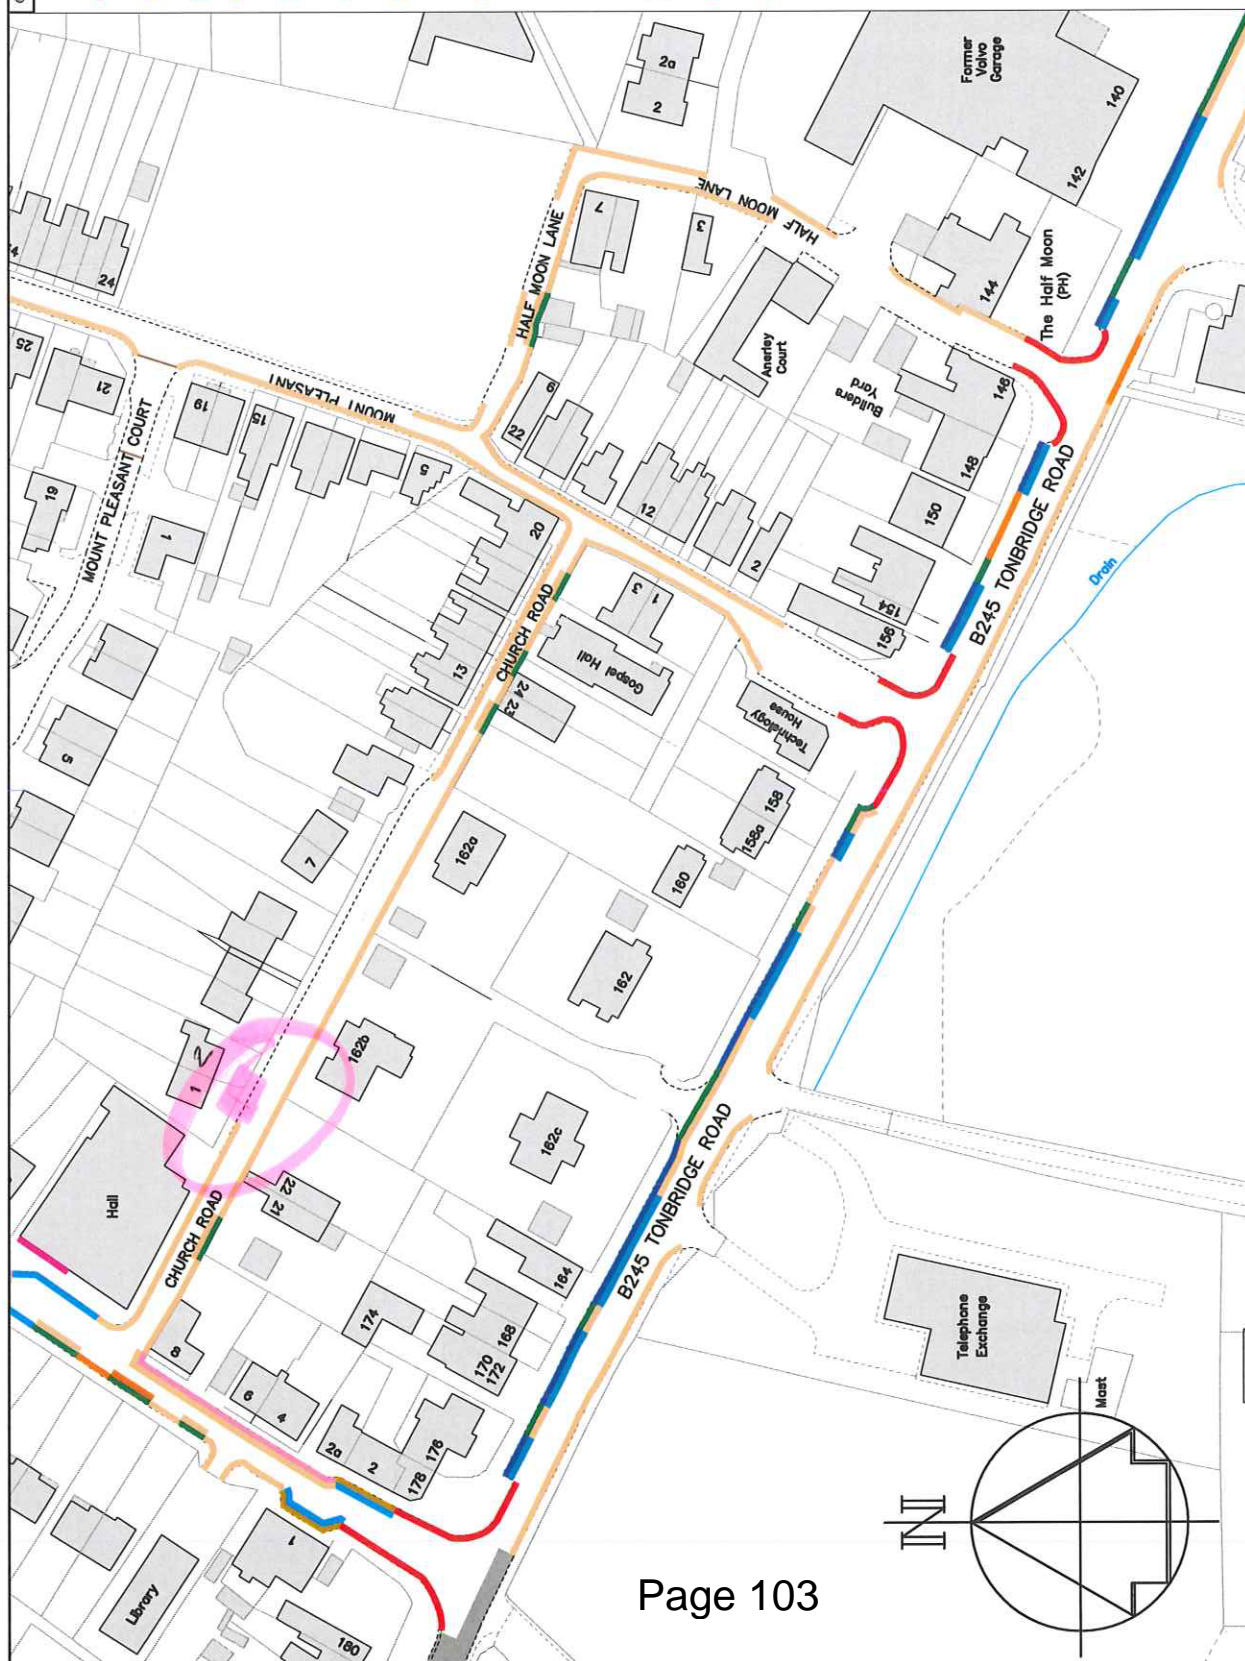 2a
2
Former
Volvo
Garage
140
142
HALF MOON LANE
7
3
HALF MOON LANE
144
The Half Moon
(PH)
24
25
21
MOUNT PLEASANT
19
15
MOUNT PLEASANT COURT
19
1
5
22
9
Anerley
Court
Builders
Yard
146
148
150
12
2
154
156
B245 TONBRIDGE ROAD
Drain
20
13
CHURCH ROAD
3
1
Gospel Hall
24
23
Technology
House
158
158a
160
162
162a
5
7
162b
162c
1
2
Hall
CHURCH ROAD
22
21
8
6
4
174
164
168
170
172
2a
2
176
178
B245 TONBRIDGE ROAD
Telephone
Exchange
Mast
1
Library
180
N
Page 103